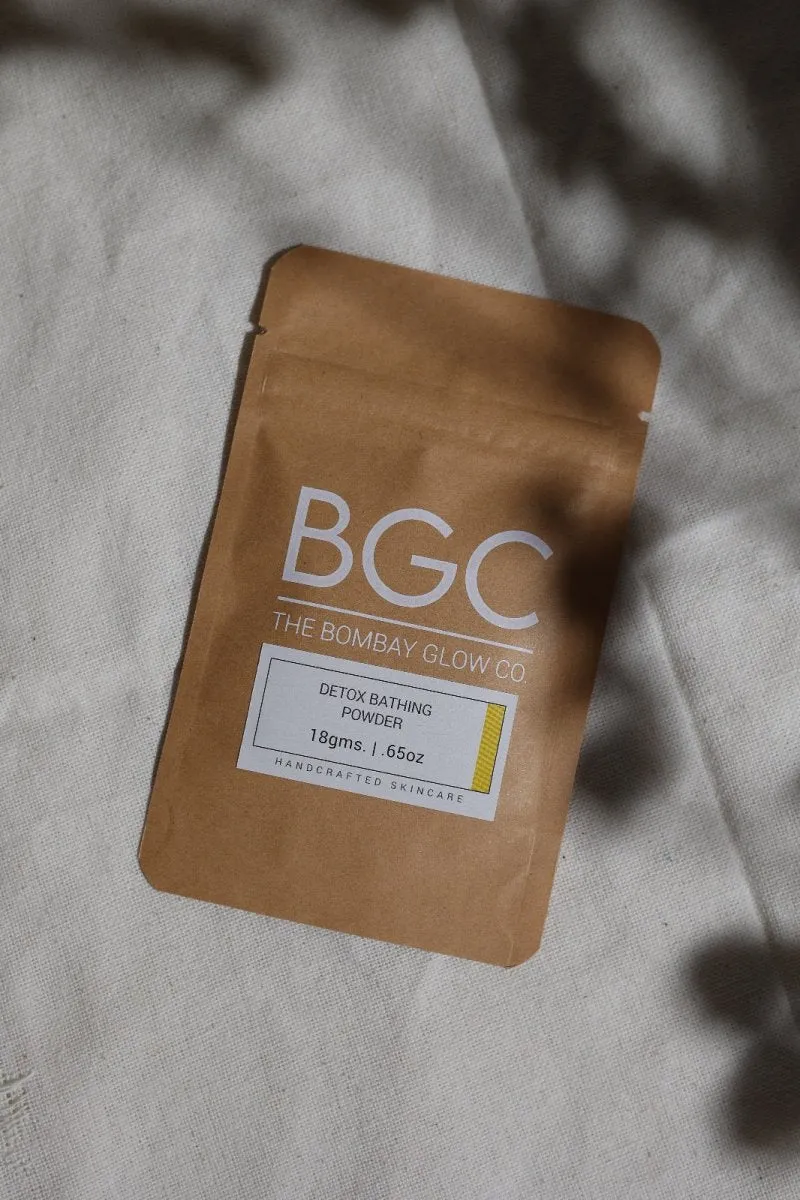 BGC
THE BOMBAY GLOW CO.
DETOX BATHING
POWDER
18gms. | .65oz
HANDCRAFTED SKINCARE